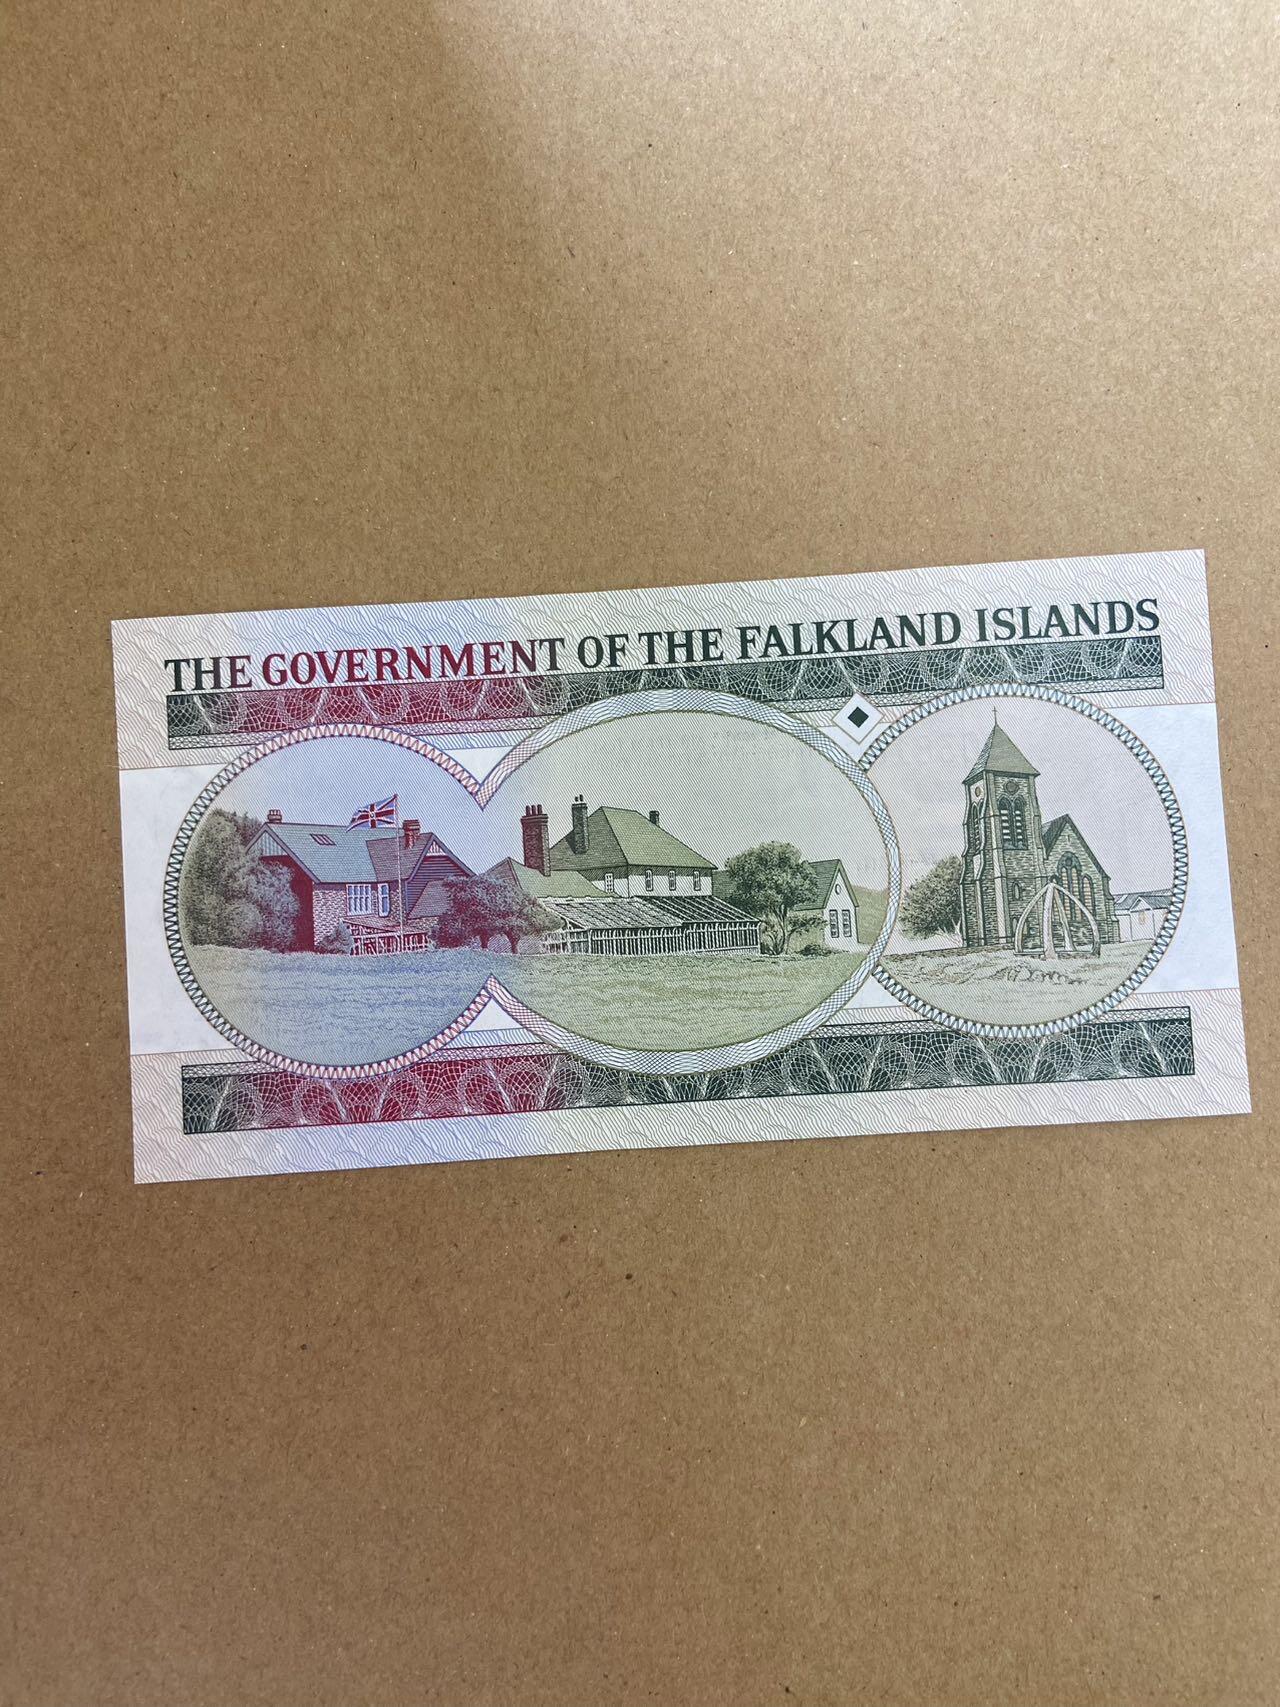 THE GOVERNMENT OF THE FALKLAND ISLANDS